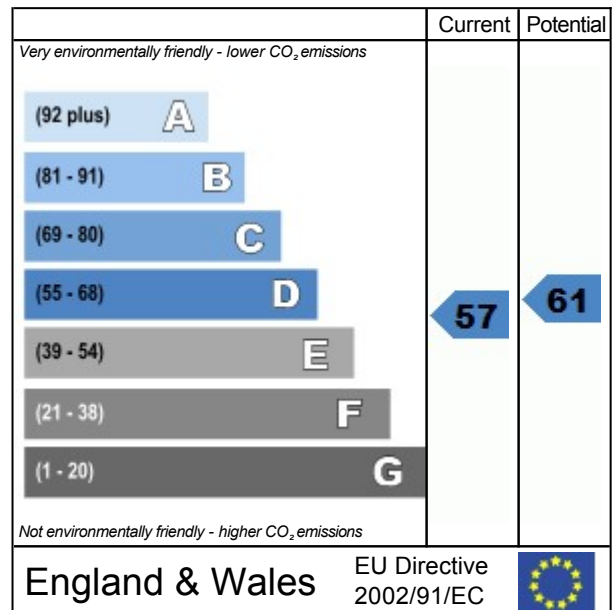 Current Potential
Very environmentally friendly - lower CO₂ emissions
(92 plus) A
(81 - 91) B
(69 - 80) C
(55 - 68) D
57
61
(39 - 54) E
(21 - 38) F
(1 - 20) G
Not environmentally friendly - higher CO₂ emissions
England & Wales
EU Directive
2002/91/EC